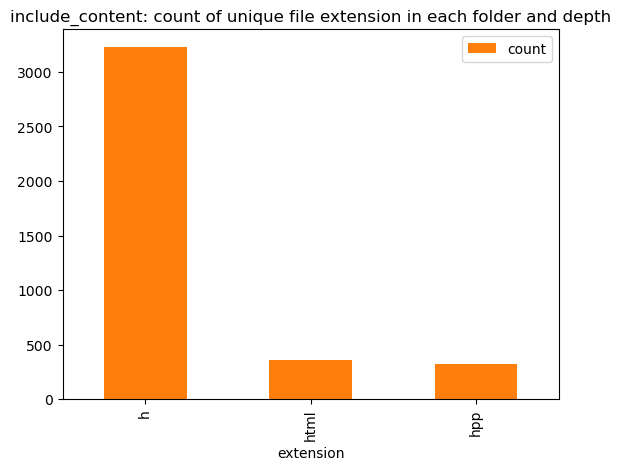 include_content: count of unique file extension in each folder and depth
count
3000
2500
2000
1500
1000
500
0
h
html
hpp
extension